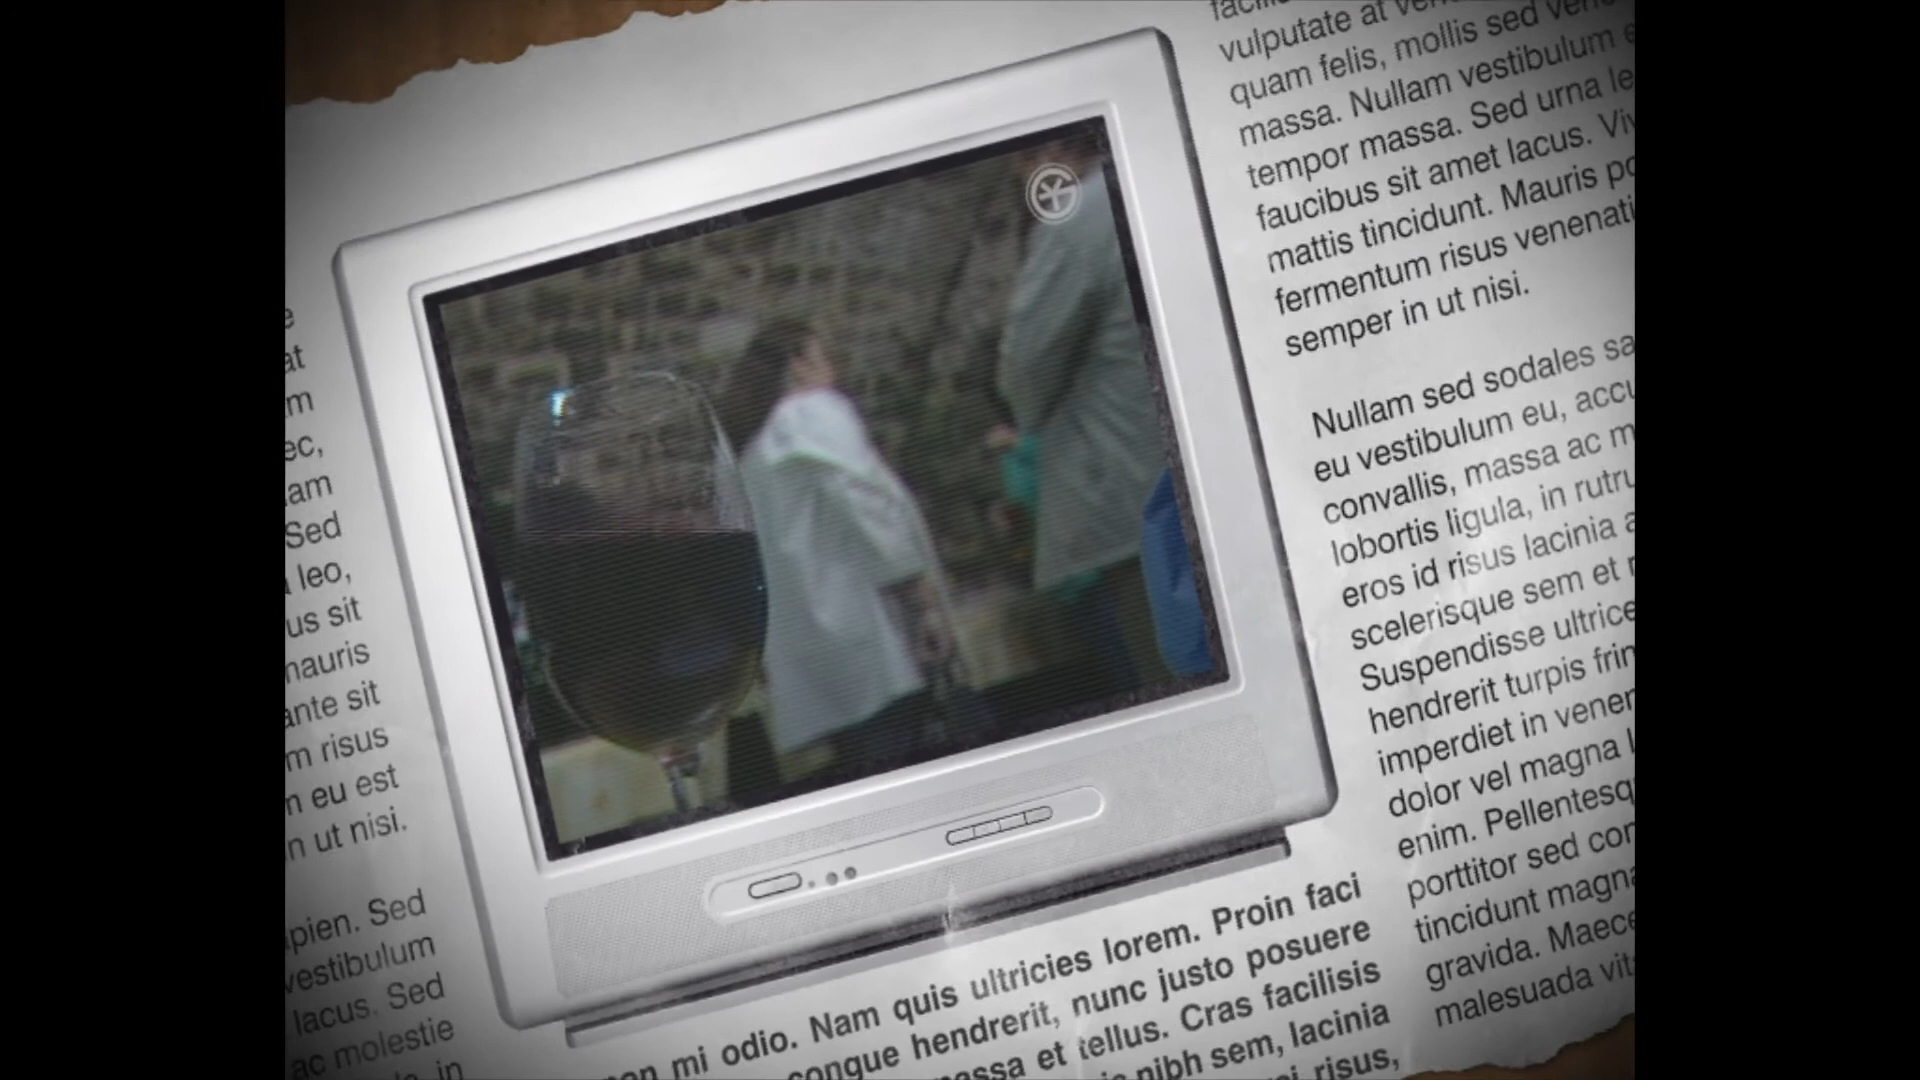 at
ec,
Sed
leo,
us sit
mauris
ante sit
risus
eu est
ut nisi.
Sed
vestibulum
lacus. Sed
ac molestie
in
vulputate at
quam felis, mollis sed
massa. Nullam vestibulum
tempor massa. Sed urna
faucibus sit amet lacus.
mattis tincidunt. Mauris
fermentum risus
semper in ut nisi.
Nullam sed sodales
eu vestibulum eu,
convallis, massa ac
lobortis ligula, in
eros id risus lacinia
scelerisque sem et
Suspendisse
hendrerit turpis
imperdiet in
dolor vel magna
enim.
porttitor sed
tincidunt
gravida.
malesuada
mi odio. Nam quis ultricies lorem. Proin faci
congue hendrerit, nunc justo posuere
et tellus. Cras facilisis
nibh sem, lacinia
risus,